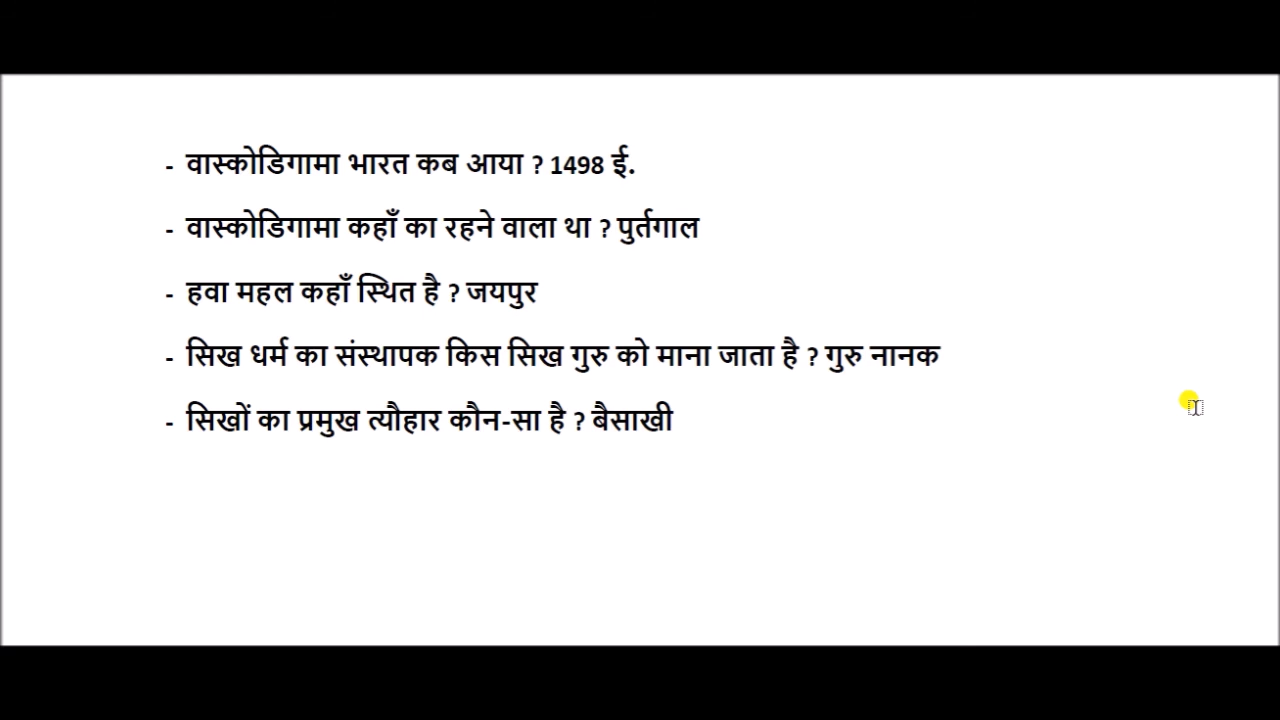 - वास्कोडिगामा भारत कब आया ? 1498 ई.
- वास्कोडिगामा कहाँ का रहने वाला था ? पुर्तगाल
- हवा महल कहाँ स्थित है ? जयपुर
- सिख धर्म का संस्थापक किस सिख गुरु को माना जाता है ? गुरु नानक
- सिखों का प्रमुख त्यौहार कौन-सा है ? बैसाखी